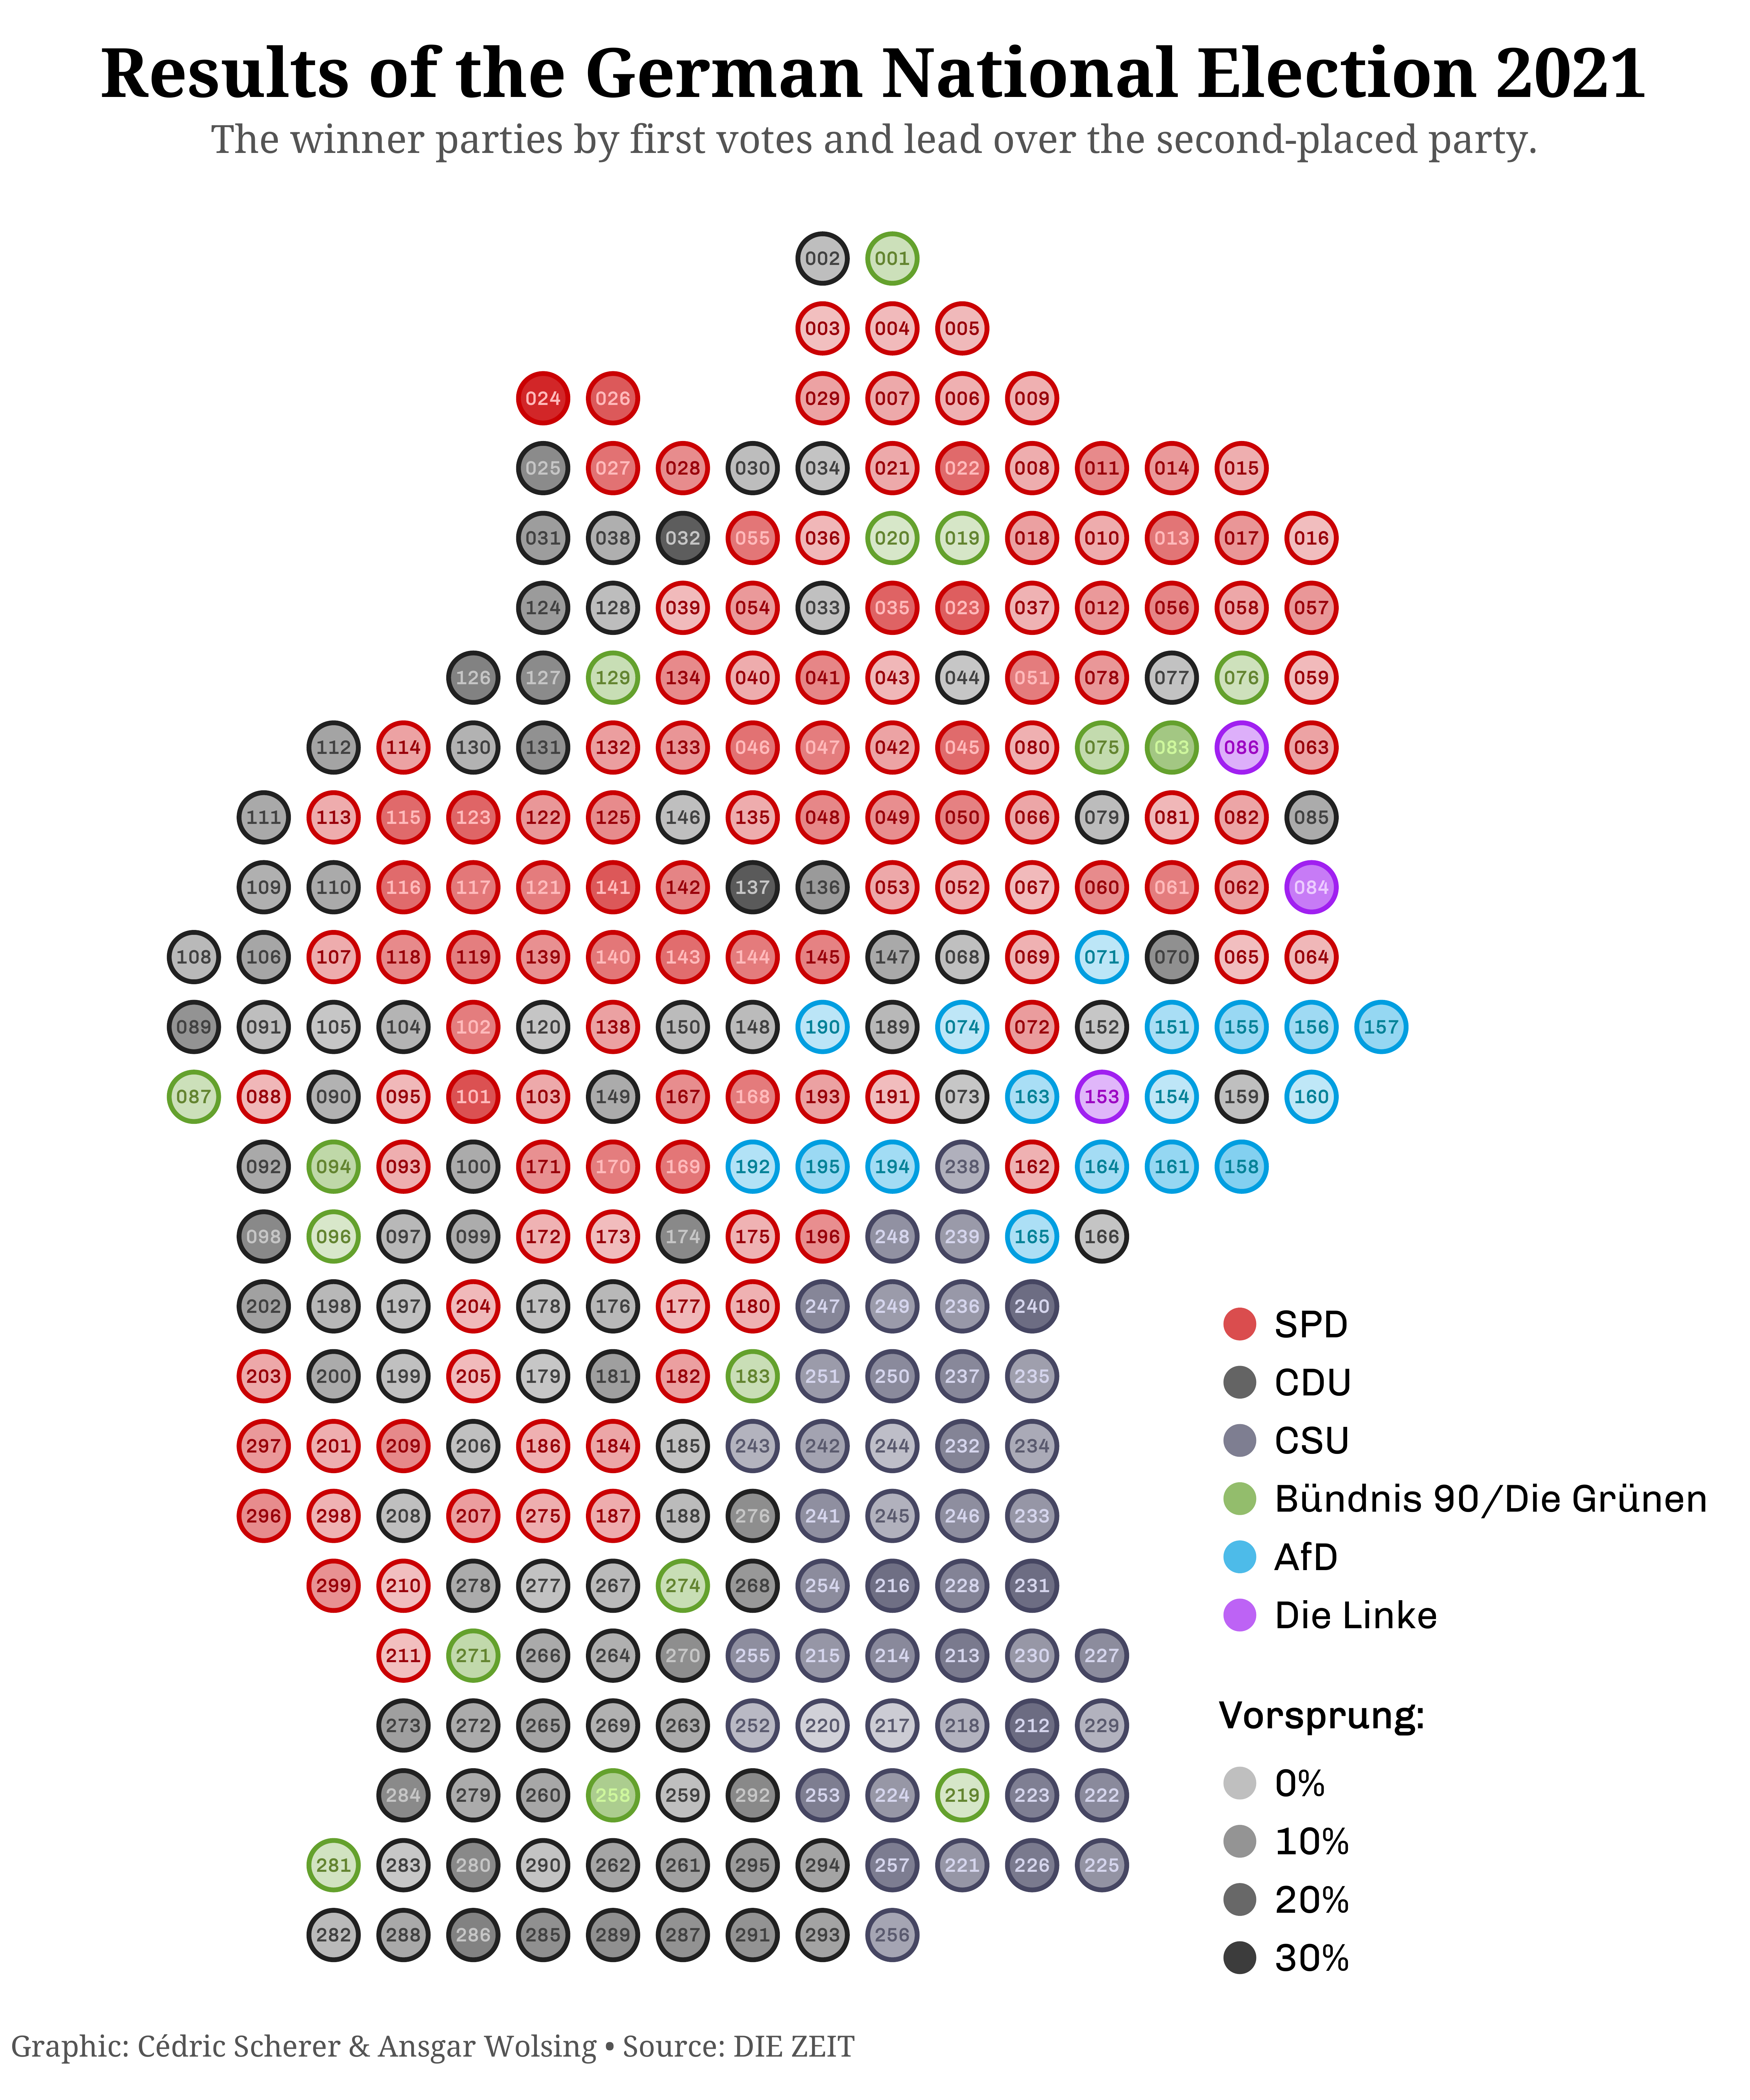 Results of the German National Election 2021
The winner parties by first votes and lead over the second-placed party.
002 001
003 004 005
024 026 029 007 006 009
025 027 028 030 034 021 022 008 011 014 015
031 038 032 055 036 020 019 018 010 013 017 016
124 128 039 054 033 035 023 037 012 056 058 057
126 127 129 134 040 041 043 044 051 078 077 076 059
112 114 130 131 132 133 046 047 042 045 080 075 083 086 063
111 113 115 123 122 125 146 135 048 049 050 066 079 081 082 085
109 110 116 117 121 141 142 137 136 053 052 067 060 061 062 084
108 106 107 118 119 139 140 143 144 145 147 068 069 071 070 065 064
089 091 105 104 102 120 138 150 148 190 189 074 072 152 151 155 156 157
087 088 090 095 101 103 149 167 168 193 191 073 163 153 154 159 160
092 094 093 100 171 170 169 192 195 194 238 162 164 161 158
098 096 097 099 172 173 174 175 196 248 239 165 166
202 198 197 204 178 176 177 180 247 249 236 240
203 200 199 205 179 181 182 183 251 250 237 235
297 201 209 206 186 184 185 243 242 244 232 234
296 298 208 207 275 187 188 276 241 245 246 233
299 210 278 277 267 274 268 254 216 228 231
211 271 266 264 270 255 215 214 213 230 227
273 272 265 269 263 252 220 217 218 212 229
284 279 260 258 259 292 253 224 219 223 222
281 283 280 290 262 261 295 294 257 221 226 225
282 288 286 285 289 287 291 293 256
SPD
CDU
CSU
Bündnis 90/Die Grünen
AfD
Die Linke
Vorsprung:
0%
10%
20%
30%
Graphic: Cédric Scherer & Ansgar Wolsing • Source: DIE ZEIT